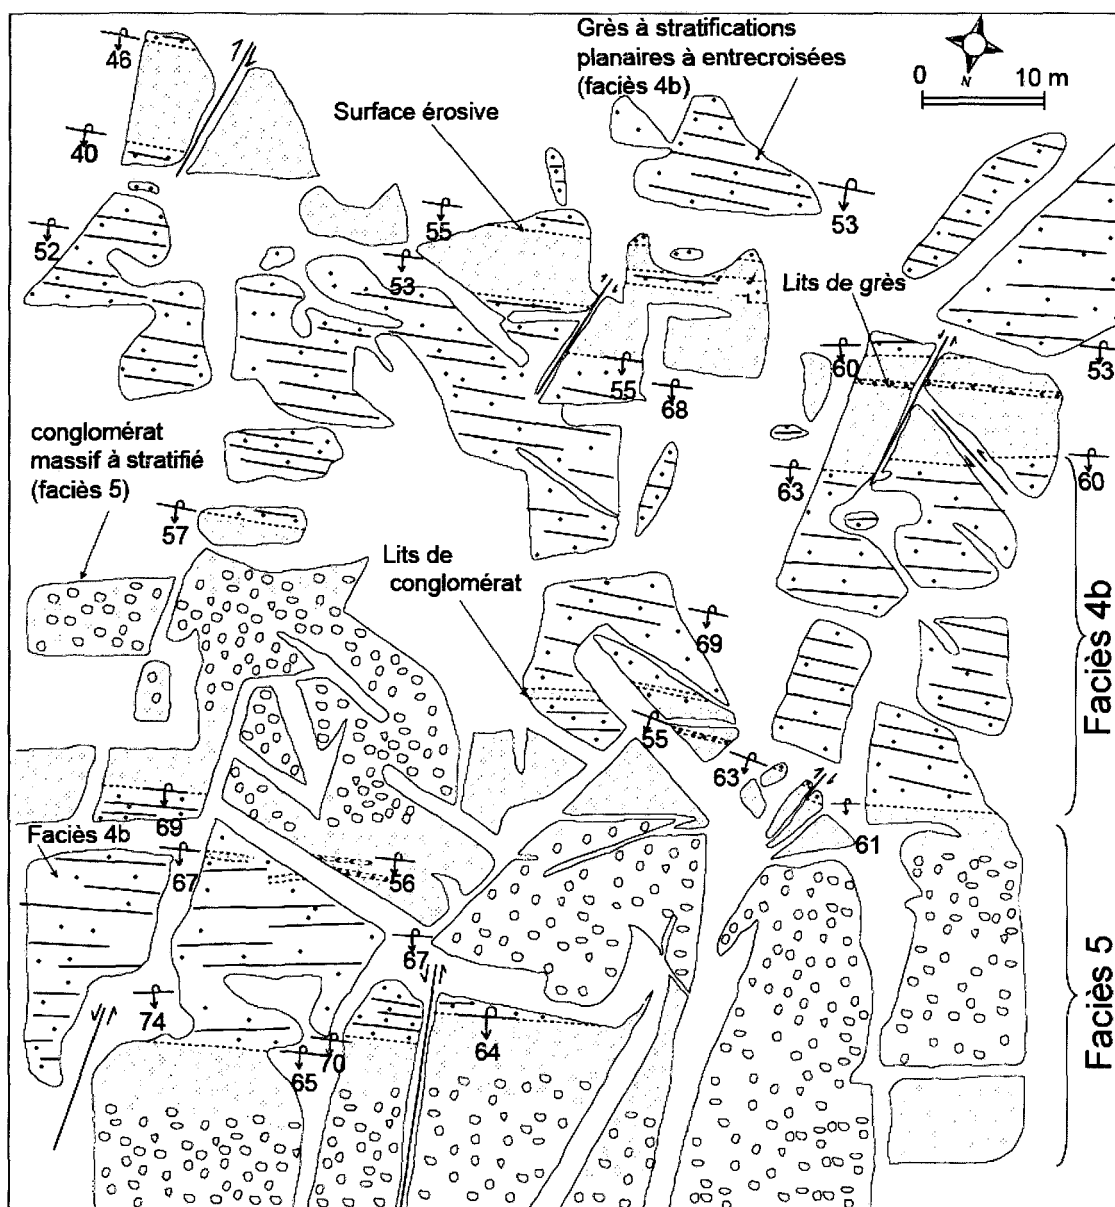 46
Grès à stratifications
planaires à entrecroisées
(faciès 4b)
N
0 10 m
Surface érosive
40
55
53
52
53
Lits de grès
55
68
60
53
conglomérat
massif à stratifié
(faciès 5)
63
60
57
Lits de
conglomérat
69
Faciès 4b
55
63
69
61
Faciès 4b
67
56
67
Faciès 5
74
70
65
64